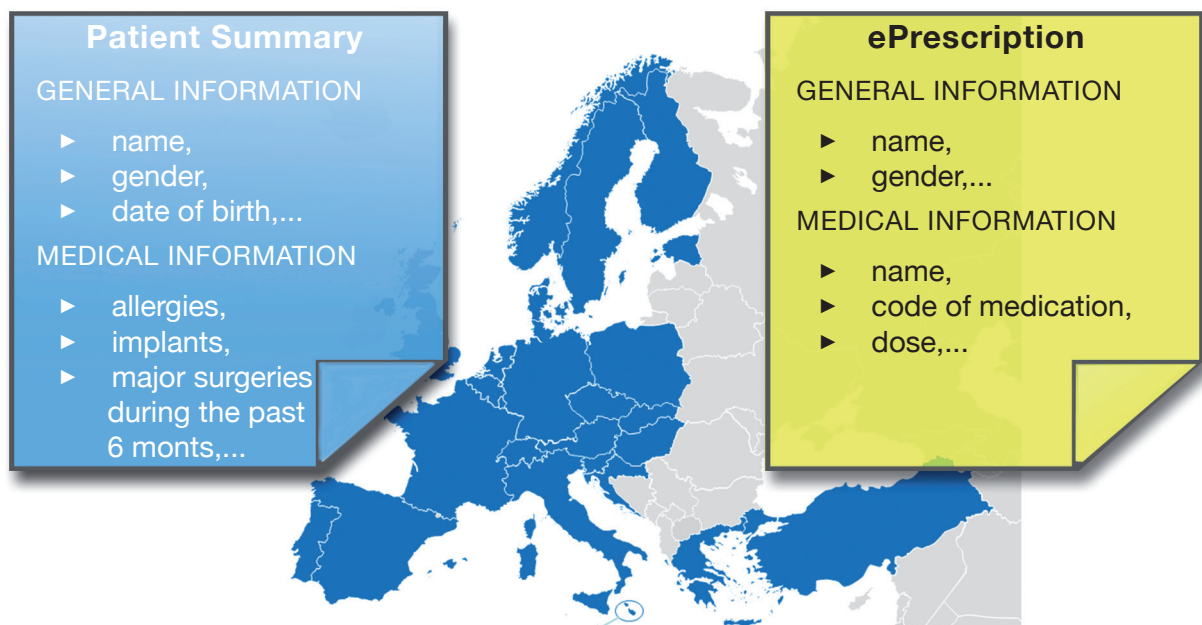 Patient Summary
GENERAL INFORMATION
► name,
► gender,
► date of birth,...
MEDICAL INFORMATION
► allergies,
► implants,
► major surgeries
during the past
6 monts,...
ePrescription
GENERAL INFORMATION
► name,
► gender,...
MEDICAL INFORMATION
► name,
► code of medication,
► dose,...